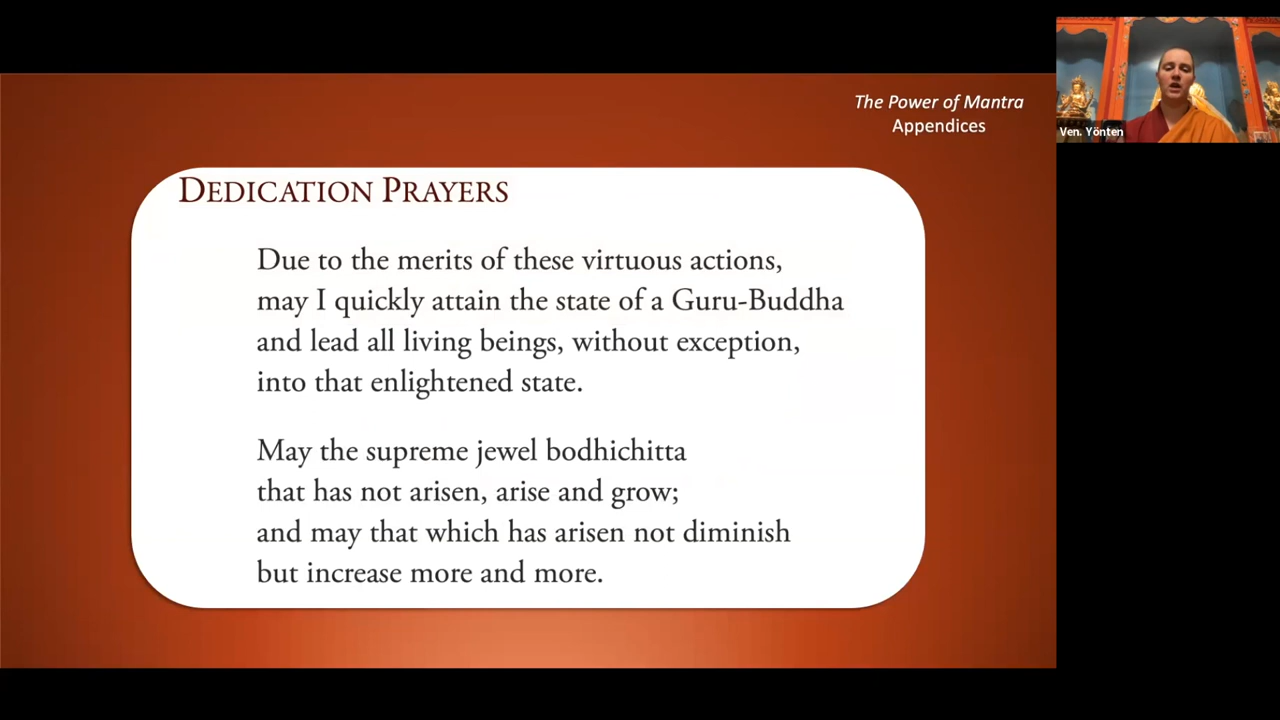 The Power of Mantra
Appendices
Ven. Yönten
DEDICATION PRAYERS
Due to the merits of these virtuous actions,
may I quickly attain the state of a Guru-Buddha
and lead all living beings, without exception,
into that enlightened state.
May the supreme jewel bodhichitta
that has not arisen, arise and grow;
and may that which has arisen not diminish
but increase more and more.